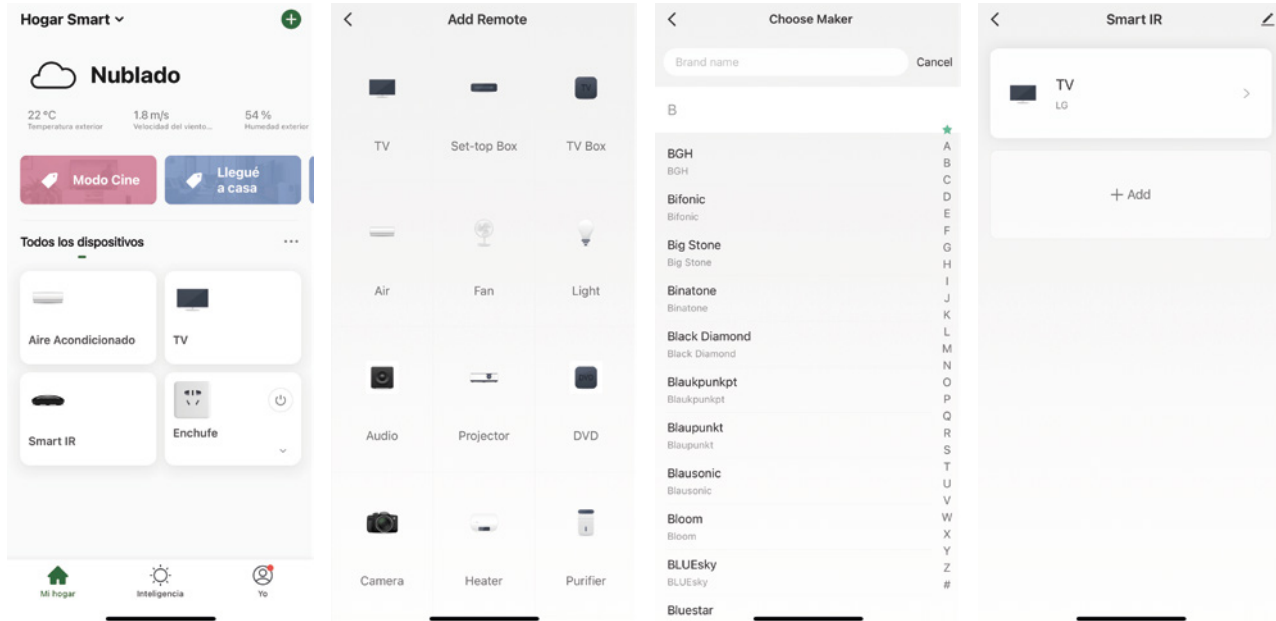 Hogar Smart
Nublado
22 °C
1.8 m/s
54 %
Temperatura exterior
Velocidad del viento...
Humedad exterior
Modo Cine
Llegué
a casa
Todos los dispositivos
Aire Acondicionado
TV
Smart IR
Enchufe
Mi hogar
Inteligencia
Yo
Add Remote
TV
Set-top Box
TV Box
Air
Fan
Light
Audio
Projector
DVD
Camera
Heater
Purifier
Choose Maker
Brand name
Cancel
B
BGH
BGH
Bifonic
Bifonic
Big Stone
Big Stone
Binatone
Binatone
Black Diamond
Black Diamond
Blaukpunkpt
Blaukpunkpt
Blaupunkt
Blaupunkt
Blausonic
Blausonic
Bloom
Bloom
BLUEsky
BLUEsky
Bluestar
A
B
C
D
E
F
G
H
I
J
K
L
M
N
O
P
Q
R
S
T
U
V
W
X
Y
Z
#
Smart IR
TV
LG
+ Add